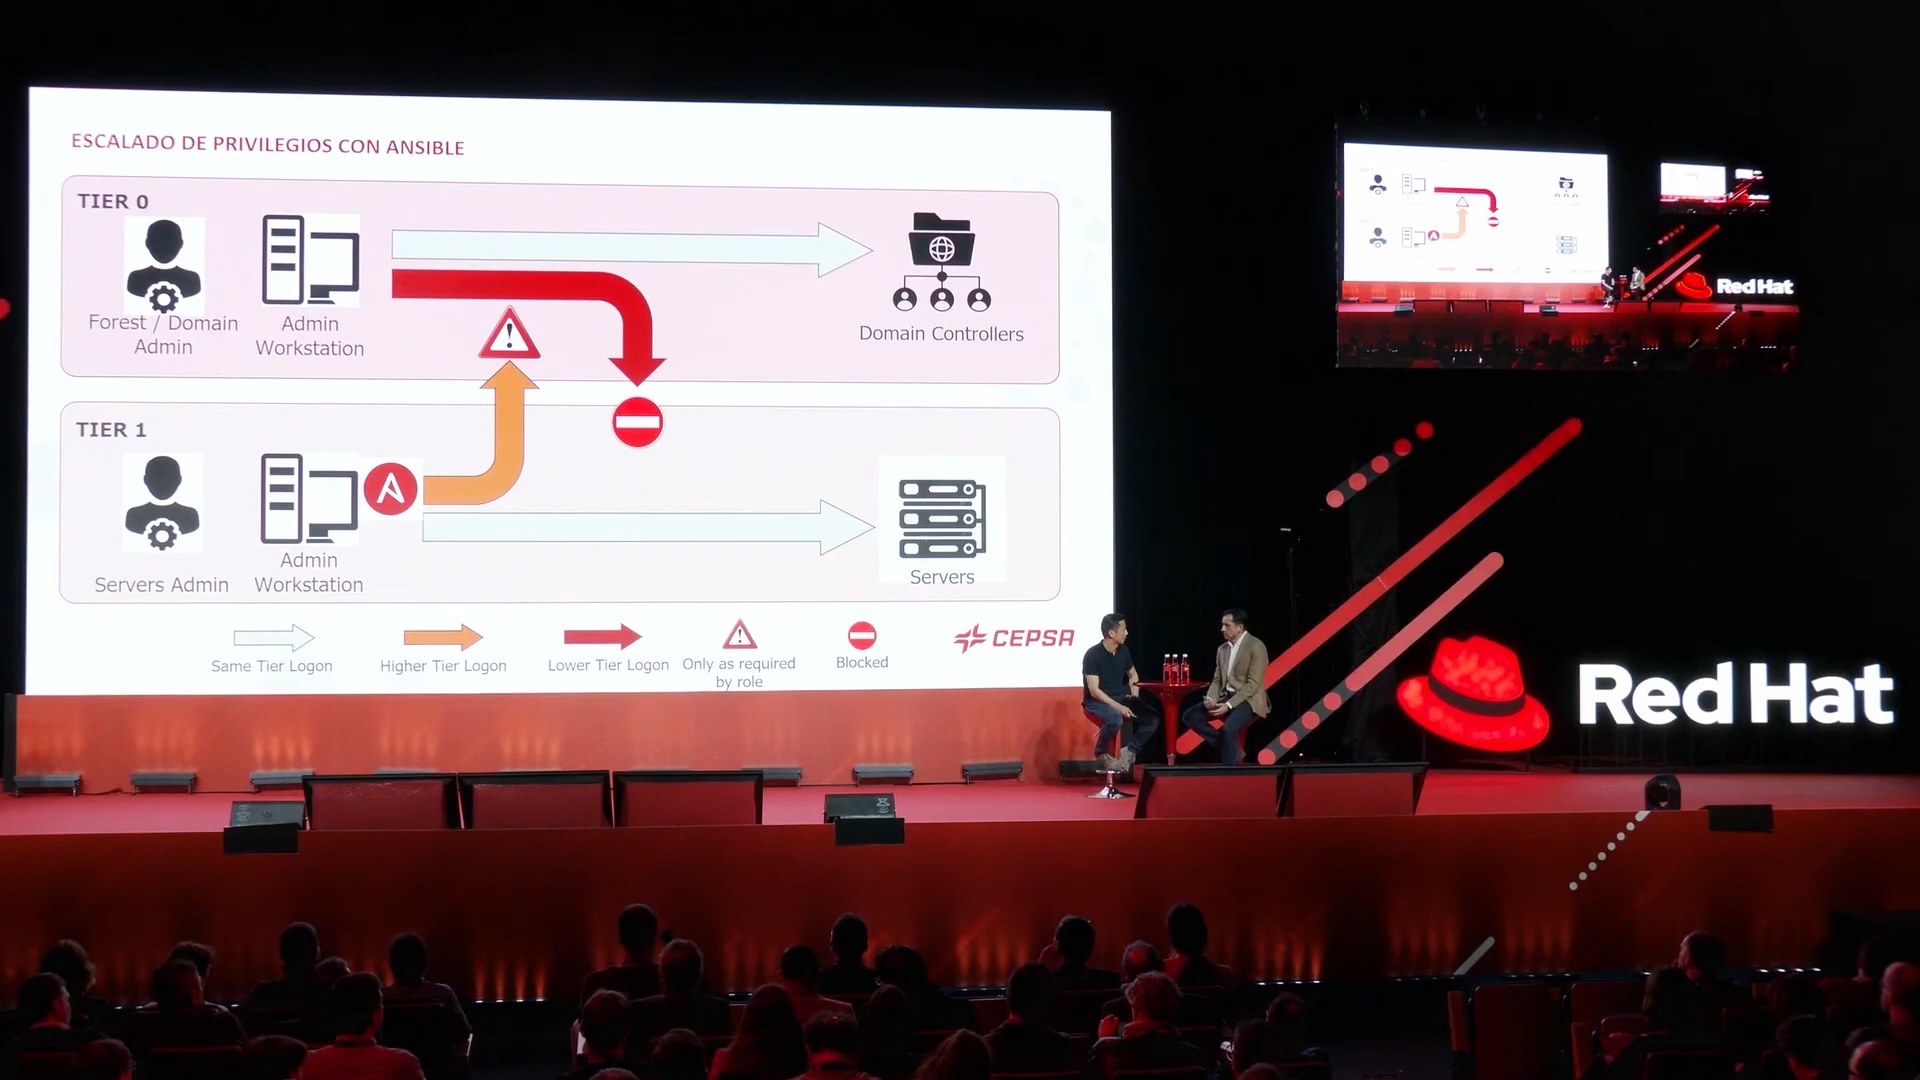 ESCALADO DE PRIVILEGIOS CON ANSIBLE
TIER 0
Forest / Domain
Admin
Admin
Workstation
Domain Controllers
TIER 1
Servers Admin
Admin
Workstation
Servers
Same Tier Logon
Higher Tier Logon
Lower Tier Logon
Only as required
by role
Blocked
CEPSA
Red Hat
Red Hat